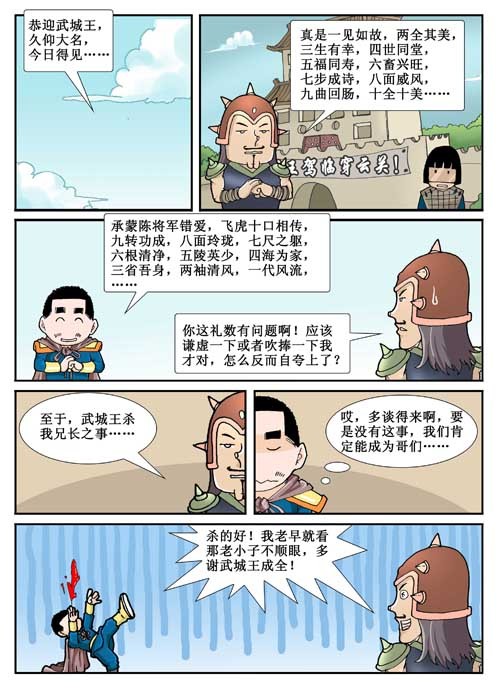 恭迎武城王,
久仰大名,
今日得见……
真是一见如故,两全其美,
三生有幸,四世同堂,
五福同寿,六畜兴旺,
七步成诗,八面威风,
九曲回肠,十全十美……
王驾临穿云关!
承蒙陈将军错爱,飞虎十口相传,
九转功成,八面玲珑,七尺之躯,
六根清净,五陵英少,四海为家,
三省吾身,两袖清风,一代风流,
……
你这礼数有问题啊!应该
谦虚一下或者吹捧一下我
才对,怎么反而自夸上了?
至于,武城王杀
我兄长之事……
哎,多谈得来啊,要
是没有这事,我们肯
定能成为哥们……
杀的好!我老早就看
那老小子不顺眼,多
谢武城王成全!